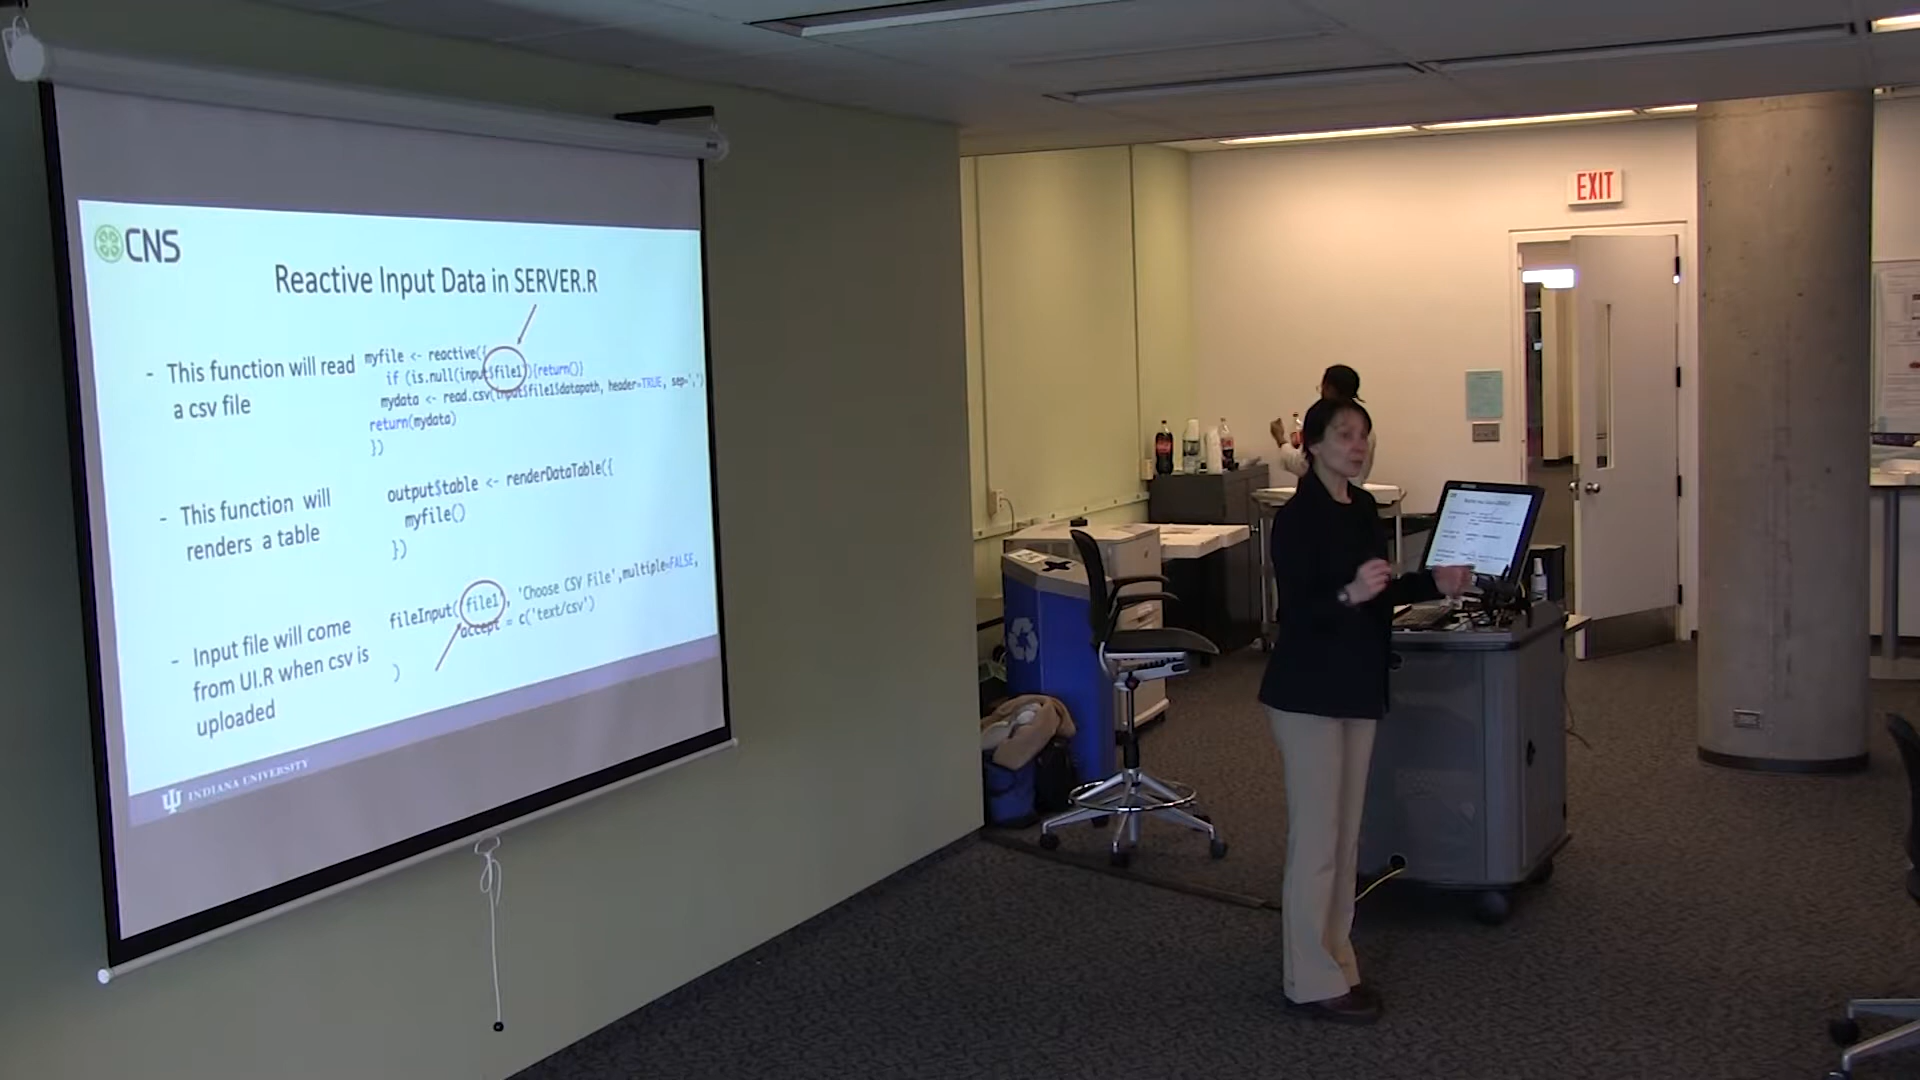 CNS
Reactive Input Data in SERVER.R
- This function will read
a csv file
myfile <- reactive({
if (is.null(input$file1)){return()}
mydata <- read.csv(input$file1$datapath, header=TRUE, sep=',')
return(mydata)
})
- This function will
renders a table
output$table <- renderDataTable({
myfile()
})
- Input file will come
from UI.R when csv is
uploaded
fileInput('file1', 'Choose CSV File',multiple=FALSE,
accept = c('text/csv')
)
INDIANA UNIVERSITY
EXIT